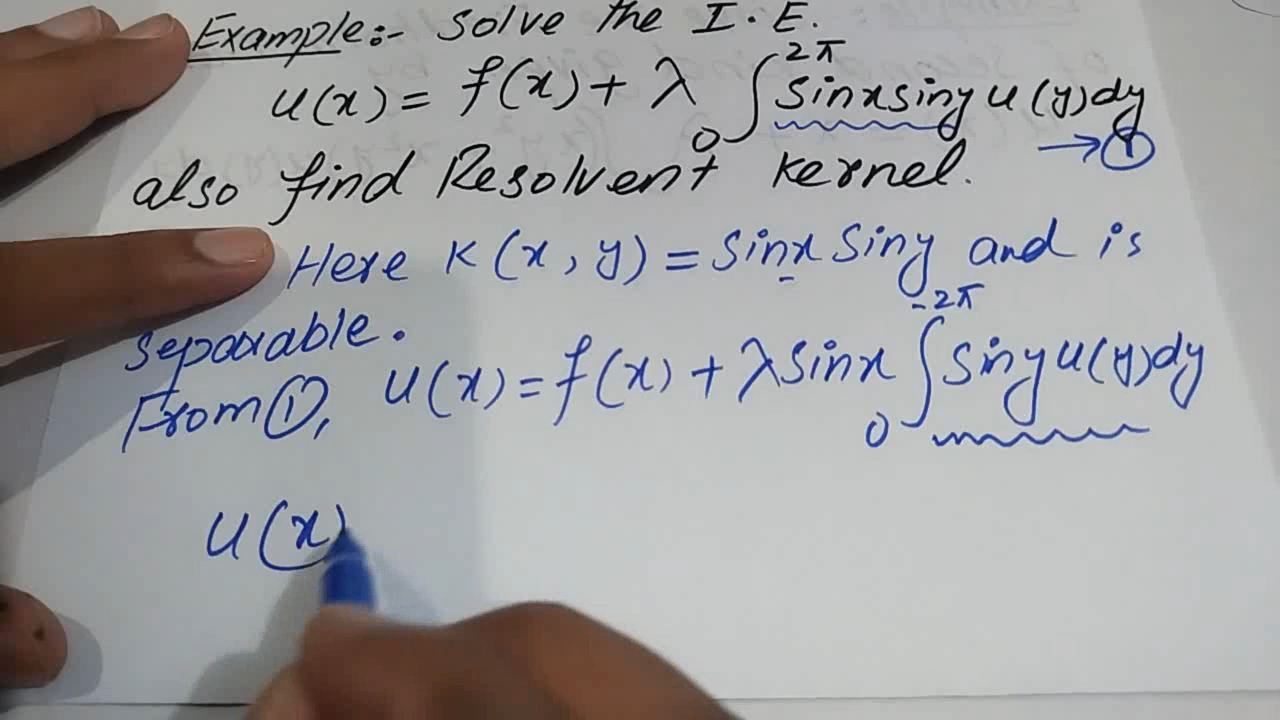 Example:- Solve the I.E.
u(x) = f(x) + λ ∫₀^2π sinx siny u(y)dy
→ ①
also find Resolvent kernel.
Here K(x, y) = Sinx Siny and is
separable.
From ①, u(x) = f(x) + λ sinx ∫₀^2π Siny u(y)dy
u(x)